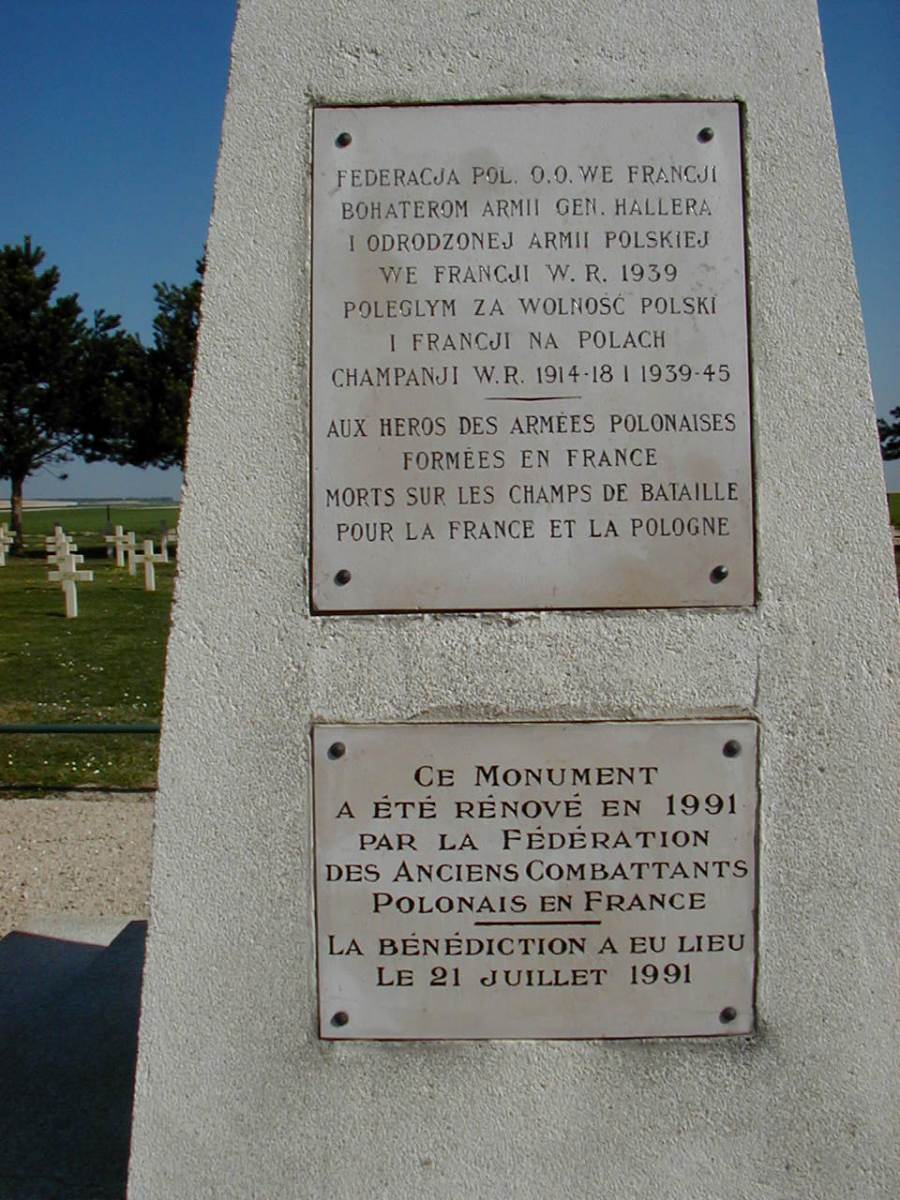 FEDERACJA POL. O.O. WE FRANCJI
BOHATEROM ARMII GEN. HALLERA
I ODRODZONEJ ARMII POLSKIEJ
WE FRANCJI W.R. 1939
POLEGLYM ZA WOLNOŚĆ POLSKI
I FRANCJI NA POLACH
CHAMPANJI W.R. 1914-18 I 1939-45
AUX HEROS DES ARMÉES POLONAISES
FORMÉES EN FRANCE
MORTS SUR LES CHAMPS DE BATAILLE
POUR LA FRANCE ET LA POLOGNE
CE MONUMENT
A ÉTÉ RÉNOVÉ EN 1991
PAR LA FÉDÉRATION
DES ANCIENS COMBATTANTS
POLONAIS EN FRANCE
LA BÉNÉDICTION A EU LIEU
LE 21 JUILLET 1991